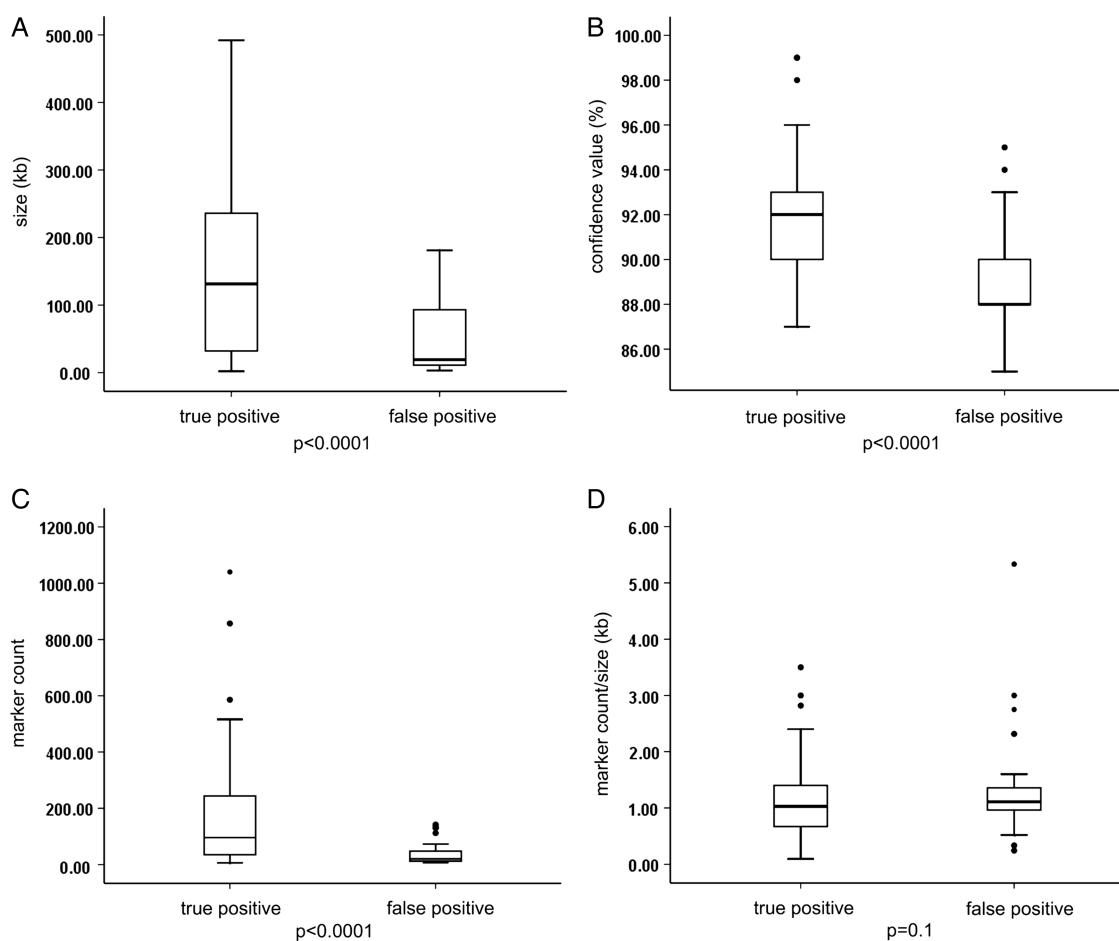 A
size (kb)
500.00
400.00
300.00
200.00
100.00
0.00
true positive false positive
p<0.0001
B
confidence value (%)
100.00
98.00
96.00
94.00
92.00
90.00
88.00
86.00
true positive false positive
p<0.0001
C
marker count
1200.00
1000.00
800.00
600.00
400.00
200.00
0.00
true positive false positive
p<0.0001
D
marker count/size (kb)
6.00
5.00
4.00
3.00
2.00
1.00
0.00
true positive false positive
p=0.1